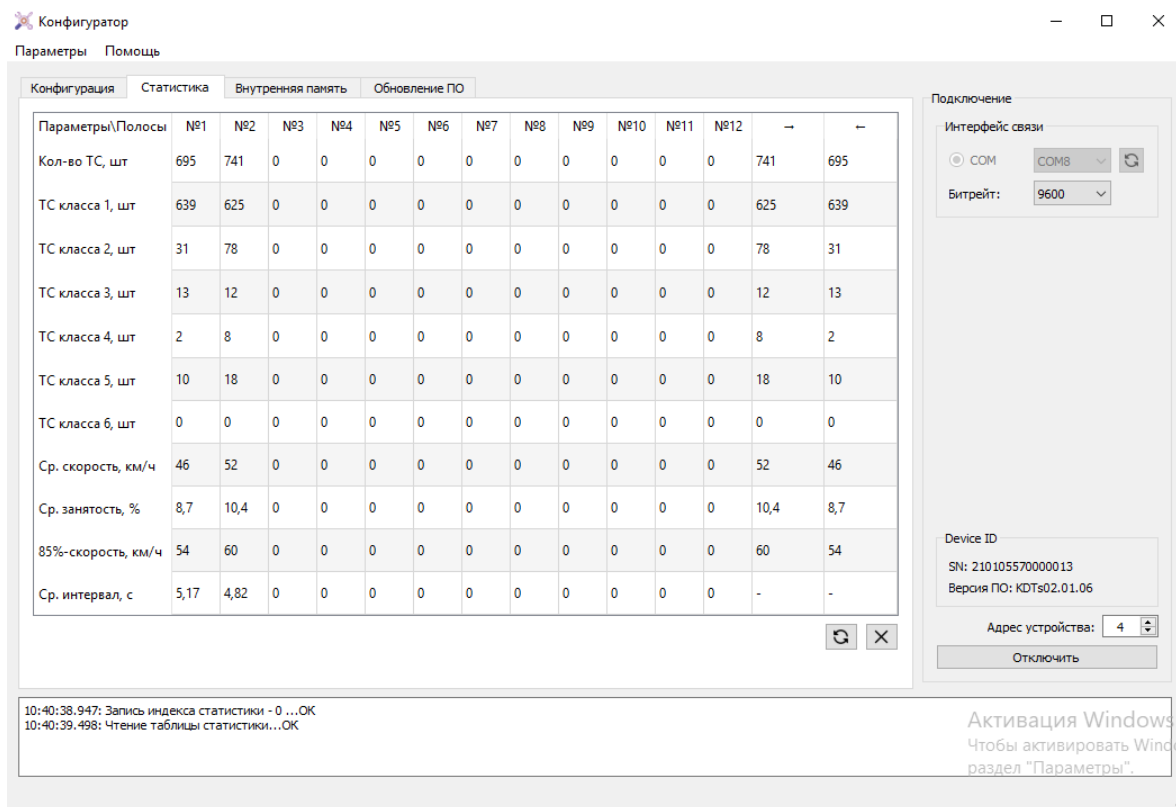 Конфигуратор
Параметры Помощь
Конфигурация Статистика Внутренняя память Обновление ПО
Параметры\Полосы №1 №2 №3 №4 №5 №6 №7 №8 №9 №10 №11 №12 → ←
Кол-во ТС, шт 695 741 0 0 0 0 0 0 0 0 0 0 741 695
ТС класса 1, шт 639 625 0 0 0 0 0 0 0 0 0 0 625 639
ТС класса 2, шт 31 78 0 0 0 0 0 0 0 0 0 0 78 31
ТС класса 3, шт 13 12 0 0 0 0 0 0 0 0 0 0 12 13
ТС класса 4, шт 2 8 0 0 0 0 0 0 0 0 0 0 8 2
ТС класса 5, шт 10 18 0 0 0 0 0 0 0 0 0 0 18 10
ТС класса 6, шт 0 0 0 0 0 0 0 0 0 0 0 0 0 0
Ср. скорость, км/ч 46 52 0 0 0 0 0 0 0 0 0 0 52 46
Ср. занятость, % 8,7 10,4 0 0 0 0 0 0 0 0 0 0 10,4 8,7
85%-скорость, км/ч 54 60 0 0 0 0 0 0 0 0 0 0 60 54
Ср. интервал, с 5,17 4,82 0 0 0 0 0 0 0 0 0 0 - -
Подключение
Интерфейс связи
COM COM8
Битрейт: 9600
Device ID
SN: 210105570000013
Версия ПО: KDTs02.01.06
Адрес устройства: 4
Отключить
10:40:38.947: Запись индекса статистики - 0 ...OK
10:40:39.498: Чтение таблицы статистики...OK
Активация Windows
Чтобы активировать Wind
раздел "Параметры".